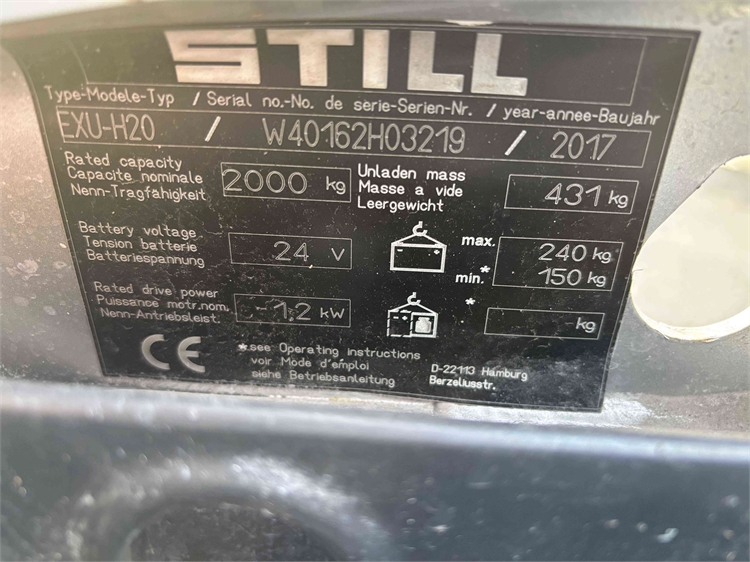 STILL
Type-Modele-Typ / Serial no.-No. de serie-Serien-Nr. / year-annee-Baujahr
EXU-H20 / W40162H03219 / 2017
Rated capacity
Capacite nominale
Nenn-Tragfähigkeit
2000 kg
Unladen mass
Masse a vide
Leergewicht
431 kg
Battery voltage
Tension batterie
Batteriespannung
24 V
max. 240 kg
min.* 150 kg
Rated drive power
Puissance motr.nom.
Nenn-Antriebsleist.
- 1,2 kW
* kg
CE
*see Operating instructions
voir Mode d'emploi
siehe Betriebsanleitung
D-22113 Hamburg
Berzeliusstr.